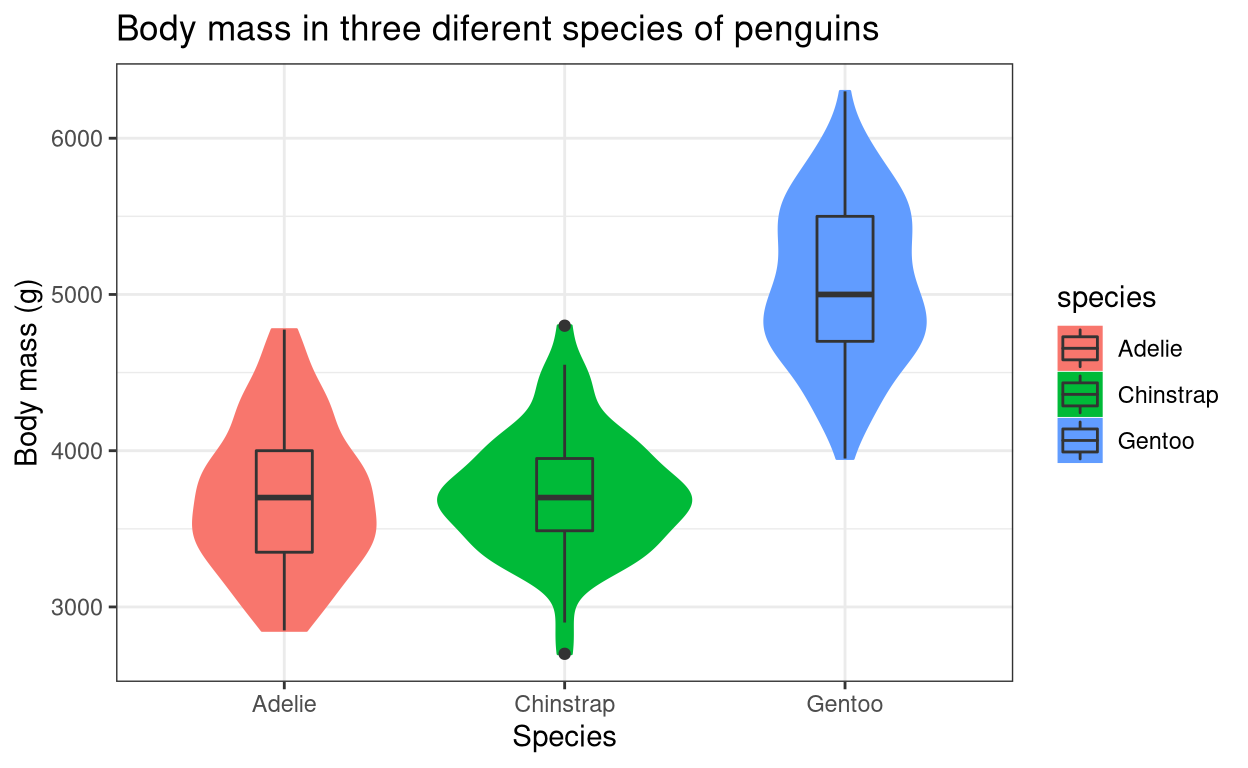 Body mass in three diferent species of penguins
Body mass (g)
6000
5000
4000
3000
Adelie
Chinstrap
Gentoo
Species
species
Adelie
Chinstrap
Gentoo